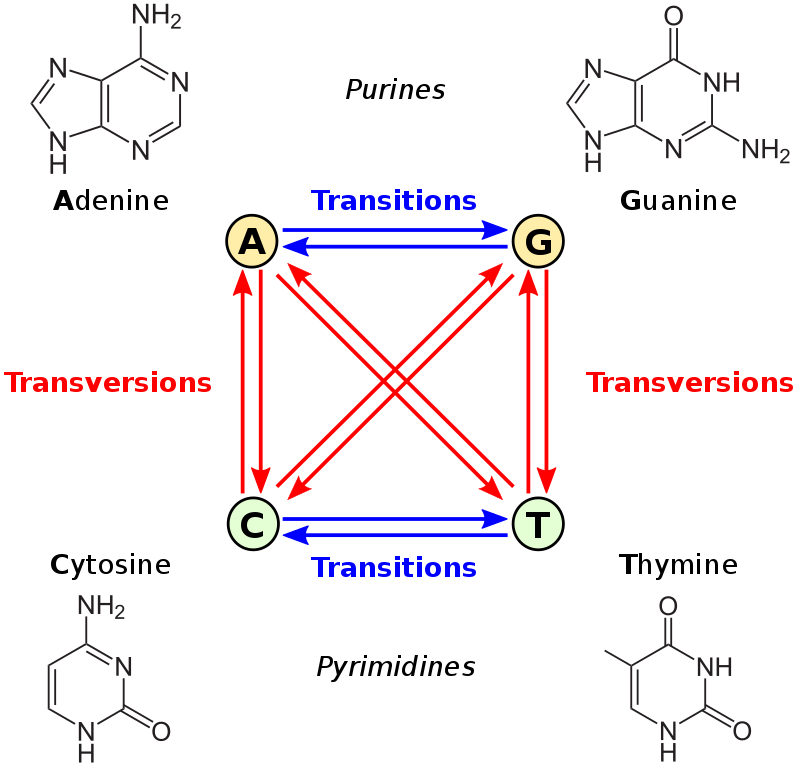 NH2
O
N
N
N
N
H
Purines
N
NH
N
H
N
NH2
Adenine
Transitions
Guanine
A
G
Transversions
Transversions
C
T
Cytosine
Transitions
Thymine
NH2
N
N
H
O
Pyrimidines
O
NH
N
H
O